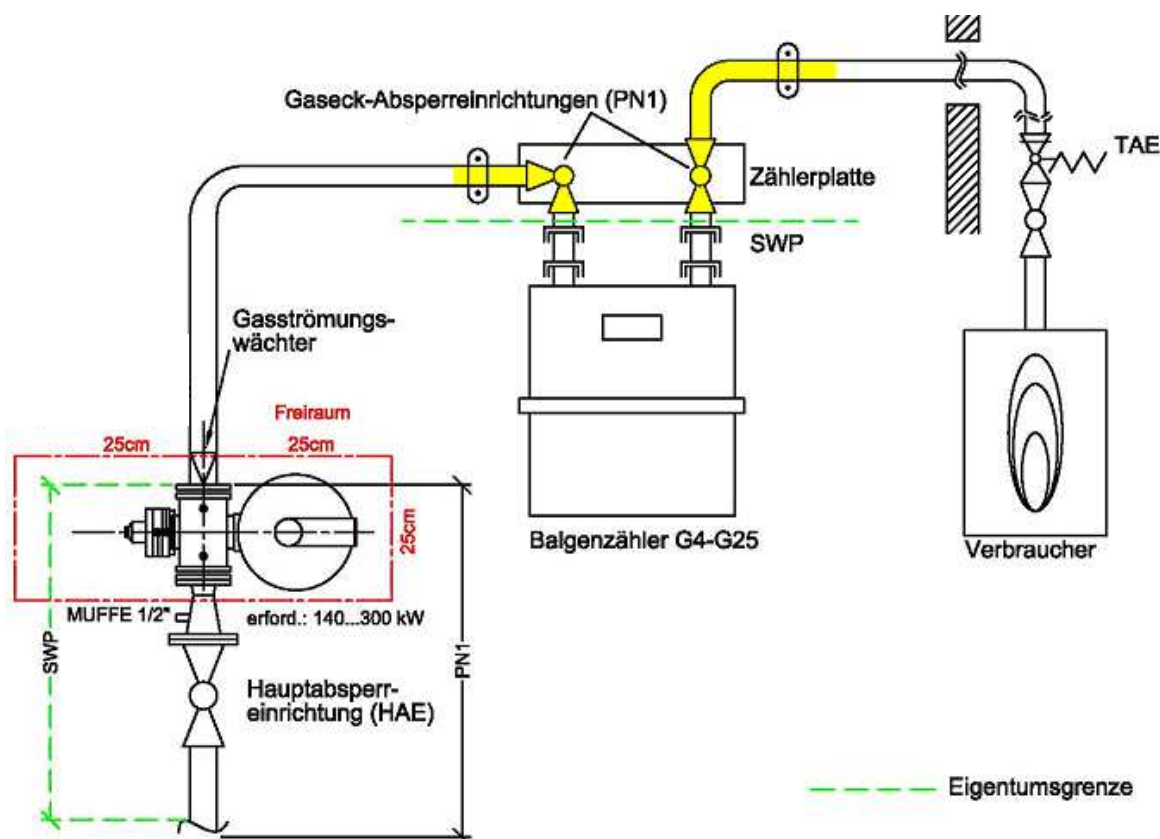 Gaseck-Absperreinrichtungen (PN1)
TAE
Zählerplatte
SWP
Gasströmungs-
wächter
Freiraum
25cm
25cm
25cm
Balgenzähler G4-G25
Verbraucher
MUFFE 1/2"
erford.: 140...300 kW
SWP
PN1
Hauptabsperr-
einrichtung (HAE)
Eigentumsgrenze